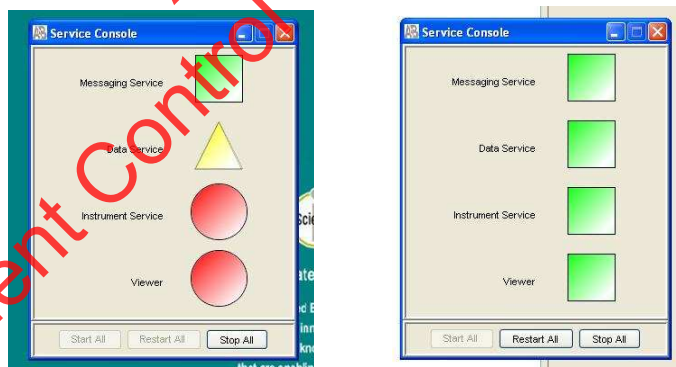 Service Console
Messaging Service
Data Service
Instrument Service
Viewer
Start All Restart All Stop All
Service Console
Messaging Service
Data Service
Instrument Service
Viewer
Start All Restart All Stop All
ent Control